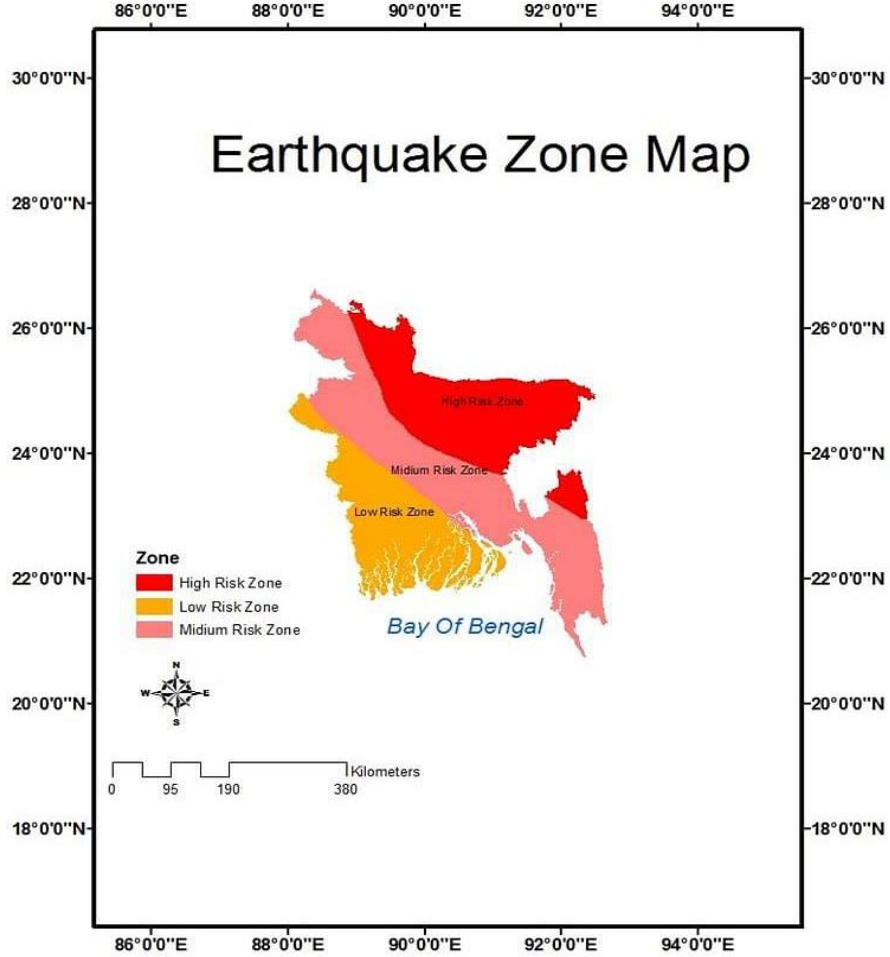 86°0'0"E 88°0'0"E 90°0'0"E 92°0'0"E 94°0'0"E
30°0'0"N 30°0'0"N
Earthquake Zone Map
28°0'0"N 28°0'0"N
26°0'0"N 26°0'0"N
High Risk Zone
24°0'0"N 24°0'0"N
Midium Risk Zone
Low Risk Zone
Zone
High Risk Zone
22°0'0"N 22°0'0"N
Low Risk Zone
Midium Risk Zone
Bay Of Bengal
N
W E
S
20°0'0"N 20°0'0"N
Kilometers
0 95 190 380
18°0'0"N 18°0'0"N
86°0'0"E 88°0'0"E 90°0'0"E 92°0'0"E 94°0'0"E